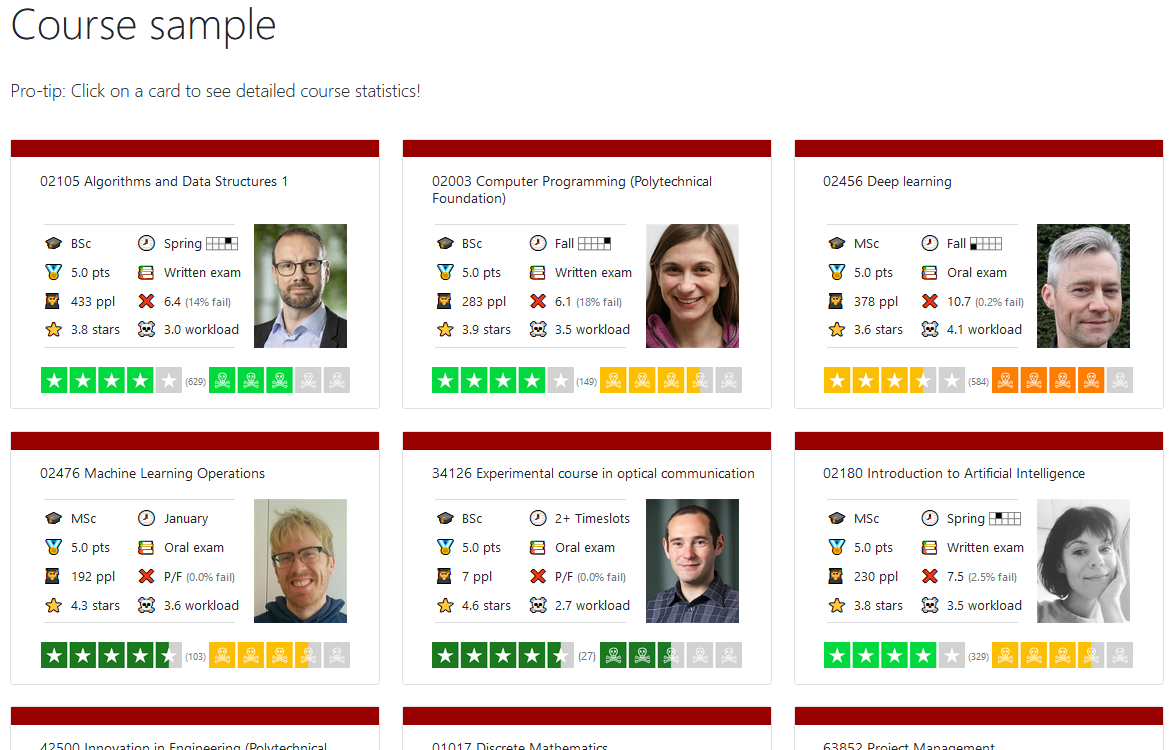 Course sample
Pro-tip: Click on a card to see detailed course statistics!
02105 Algorithms and Data Structures 1
BSc
Spring
5.0 pts
Written exam
433 ppl
6.4 (14% fail)
3.8 stars
3.0 workload
(629)
02003 Computer Programming (Polytechnical
Foundation)
BSc
Fall
5.0 pts
Written exam
283 ppl
6.1 (18% fail)
3.9 stars
3.5 workload
(149)
02456 Deep learning
MSc
Fall
5.0 pts
Oral exam
378 ppl
10.7 (0.2% fail)
3.6 stars
4.1 workload
(584)
02476 Machine Learning Operations
MSc
January
5.0 pts
Oral exam
192 ppl
P/F (0.0% fail)
4.3 stars
3.6 workload
(103)
34126 Experimental course in optical communication
BSc
2+ Timeslots
5.0 pts
Oral exam
7 ppl
P/F (0.0% fail)
4.6 stars
2.7 workload
(27)
02180 Introduction to Artificial Intelligence
MSc
Spring
5.0 pts
Written exam
230 ppl
7.5 (2.5% fail)
3.8 stars
3.5 workload
(329)
42500 Innovation in Engineering (Polytechnical
01017 Discrete Mathematics
63852 Project Management